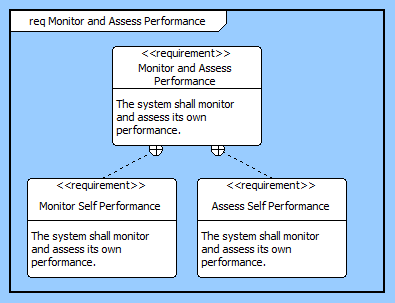 req Monitor and Assess Performance
<<requirement>>
Monitor and Assess
Performance
The system shall monitor
and assess its own
performance.
<<requirement>>
Monitor Self Performance
The system shall monitor
and assess its own
performance.
<<requirement>>
Assess Self Performance
The system shall monitor
and assess its own
performance.